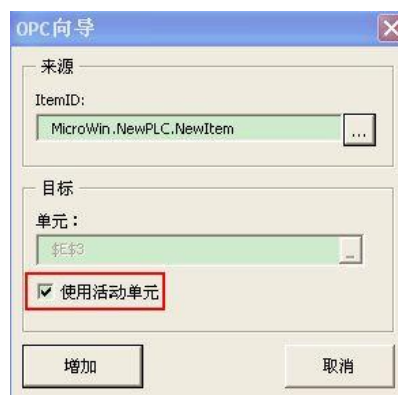 OPC向导
来源
ItemID:
MicroWin.NewPLC.NewItem
...
目标
单元：
$E$3
_
使用活动单元
增加
取消